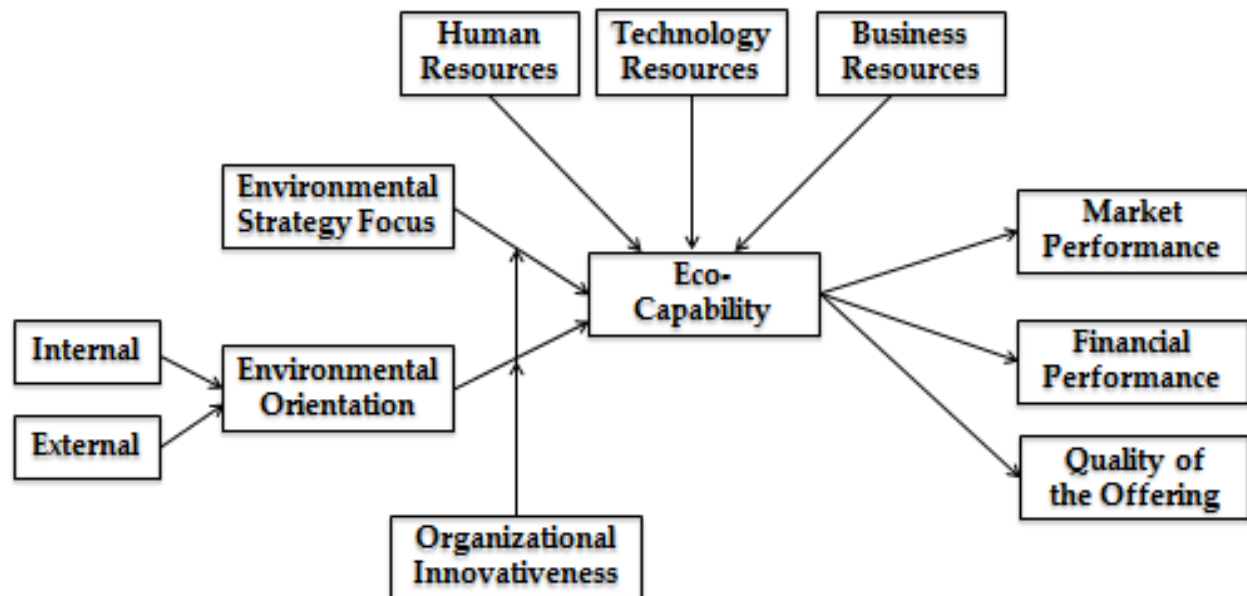 Human
Resources
Technology
Resources
Business
Resources
Environmental
Strategy Focus
Market
Performance
Eco-
Capability
Internal
Environmental
Orientation
Financial
Performance
External
Quality of
the Offering
Organizational
Innovativeness